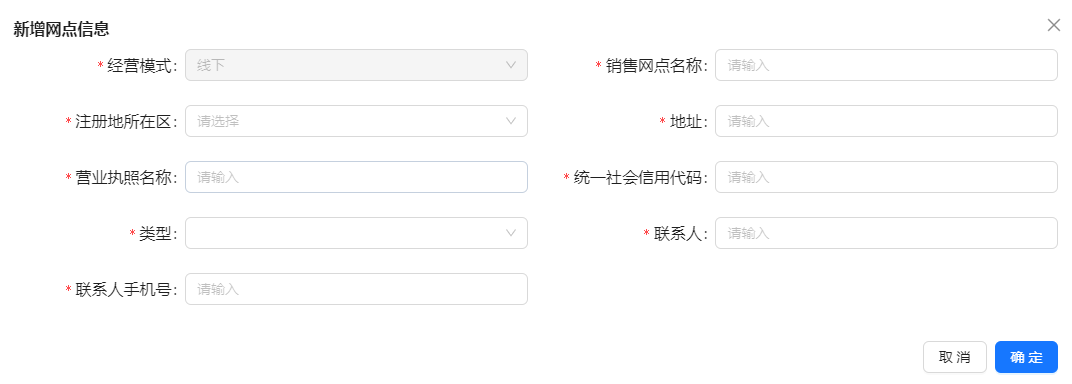 新增网点信息
* 经营模式: 线下
* 销售网点名称: 请输入
* 注册地所在区: 请选择
* 地址: 请输入
* 营业执照名称: 请输入
* 统一社会信用代码: 请输入
* 类型:
* 联系人: 请输入
* 联系人手机号: 请输入
取 消
确 定